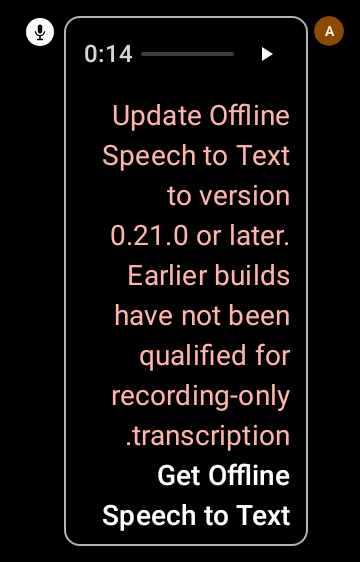 0:14
A
Update Offline
Speech to Text
to version
0.21.0 or later.
Earlier builds
have not been
qualified for
recording-only
.transcription
Get Offline
Speech to Text